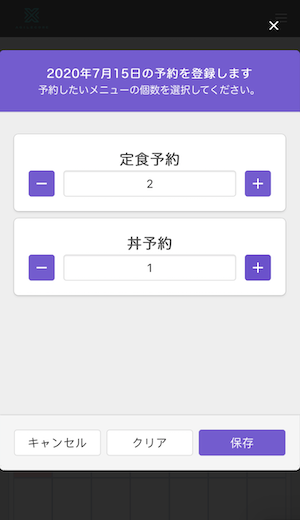 ×
2020年7月15日の予約を登録します
予約したいメニューの個数を選択してください。
定食予約
− 2 +
丼予約
− 1 +
キャンセル クリア 保存